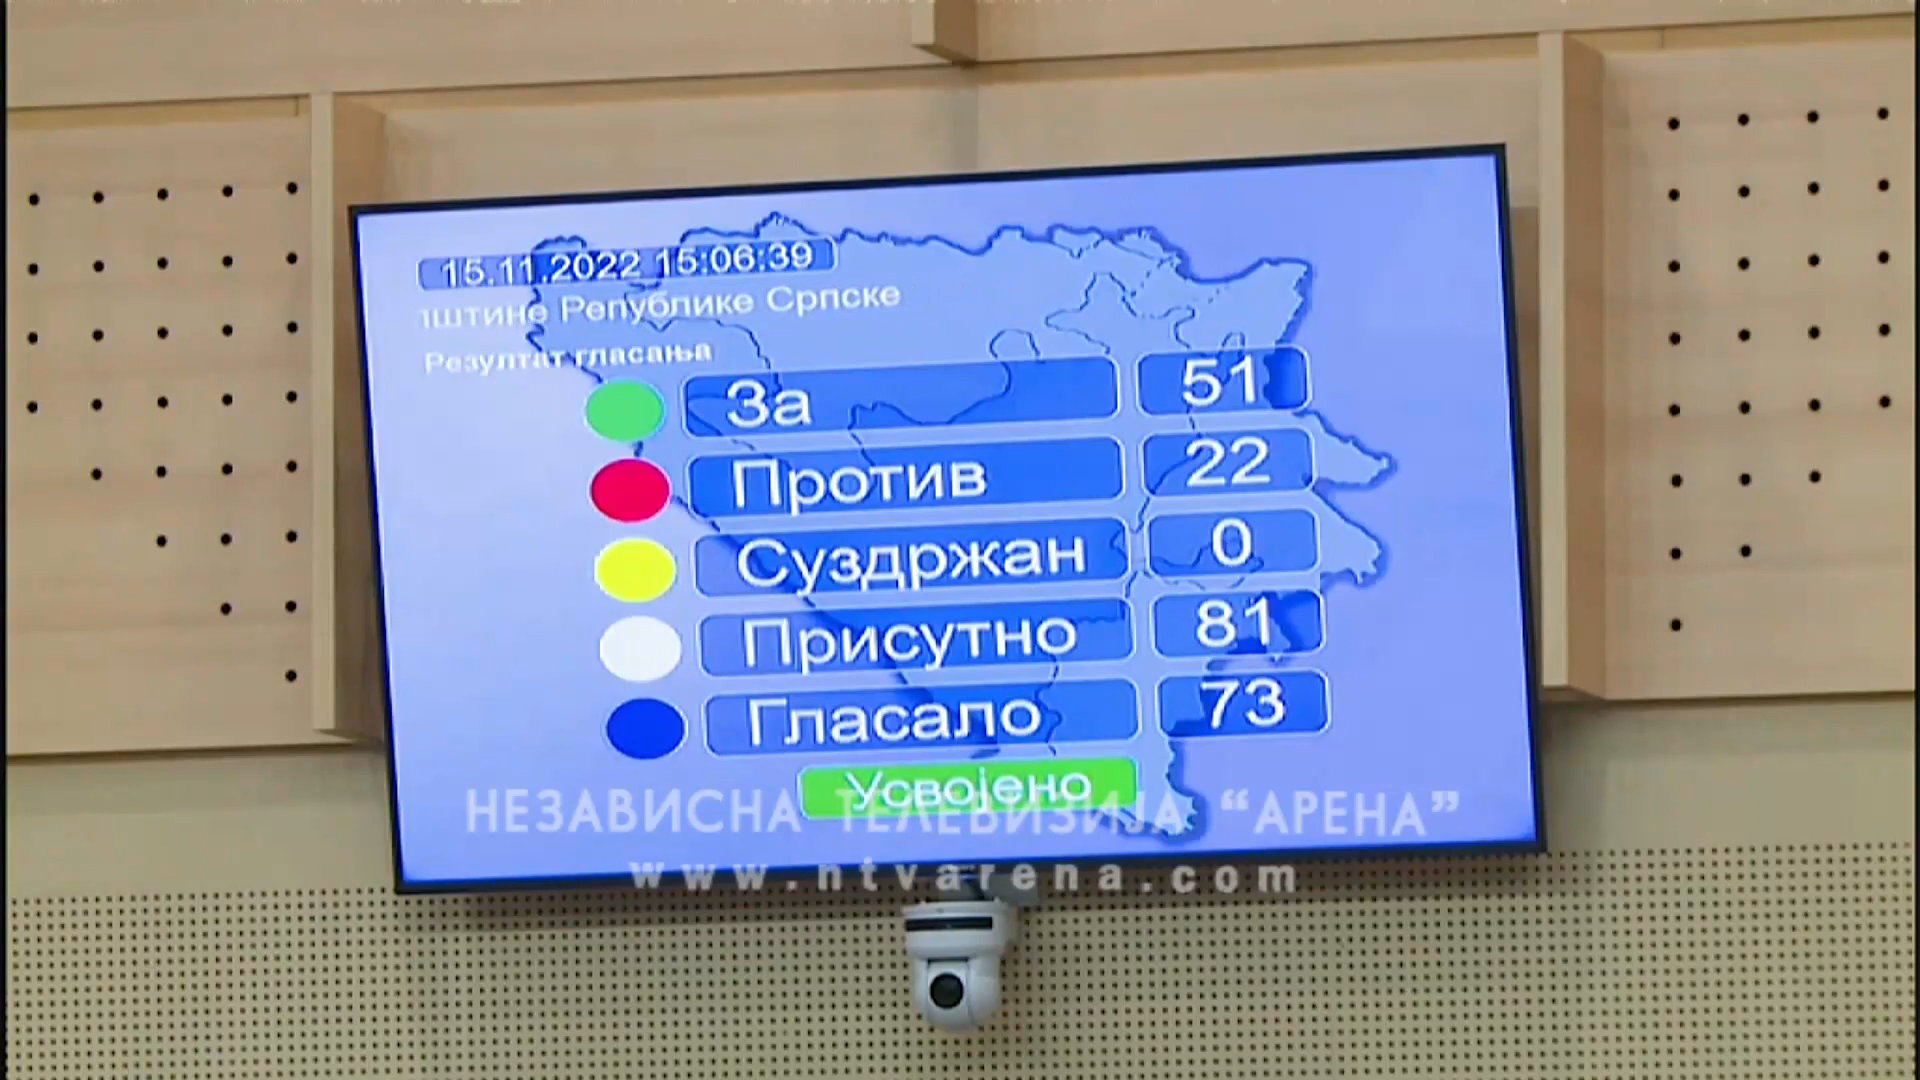 15.11.2022 15:06:39
Републике Српске
Резултат гласања
За 51
Против 22
Суздржан 0
Присутно 81
Гласало 73
Усвојено
НЕЗАВИСНА ТЕЛЕВИЗИЈА “АРЕНА”
www.ntvarena.com